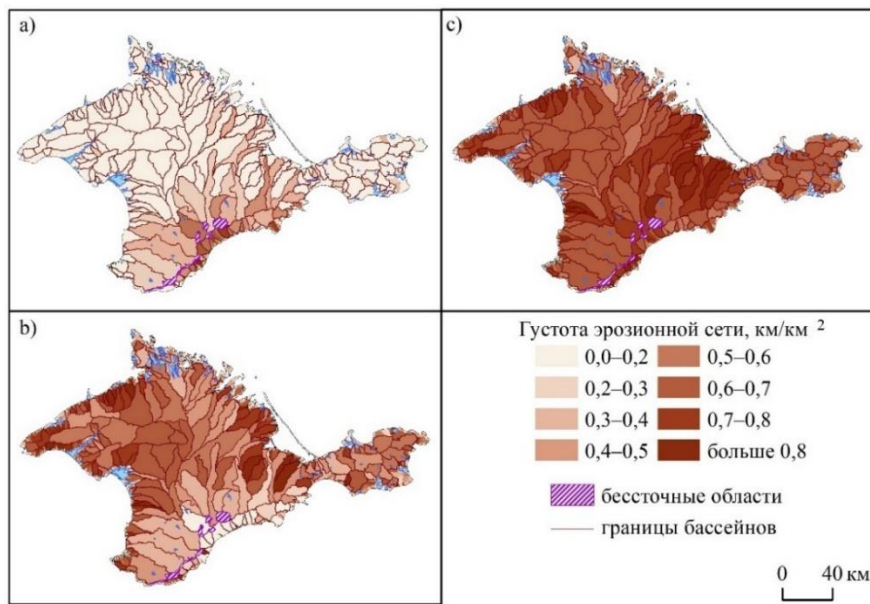 a)
c)
b)
Густота эрозионной сети, км/км 2
0,0–0,2 0,5–0,6
0,2–0,3 0,6–0,7
0,3–0,4 0,7–0,8
0,4–0,5 больше 0,8
бессточные области
границы бассейнов
0 40 км